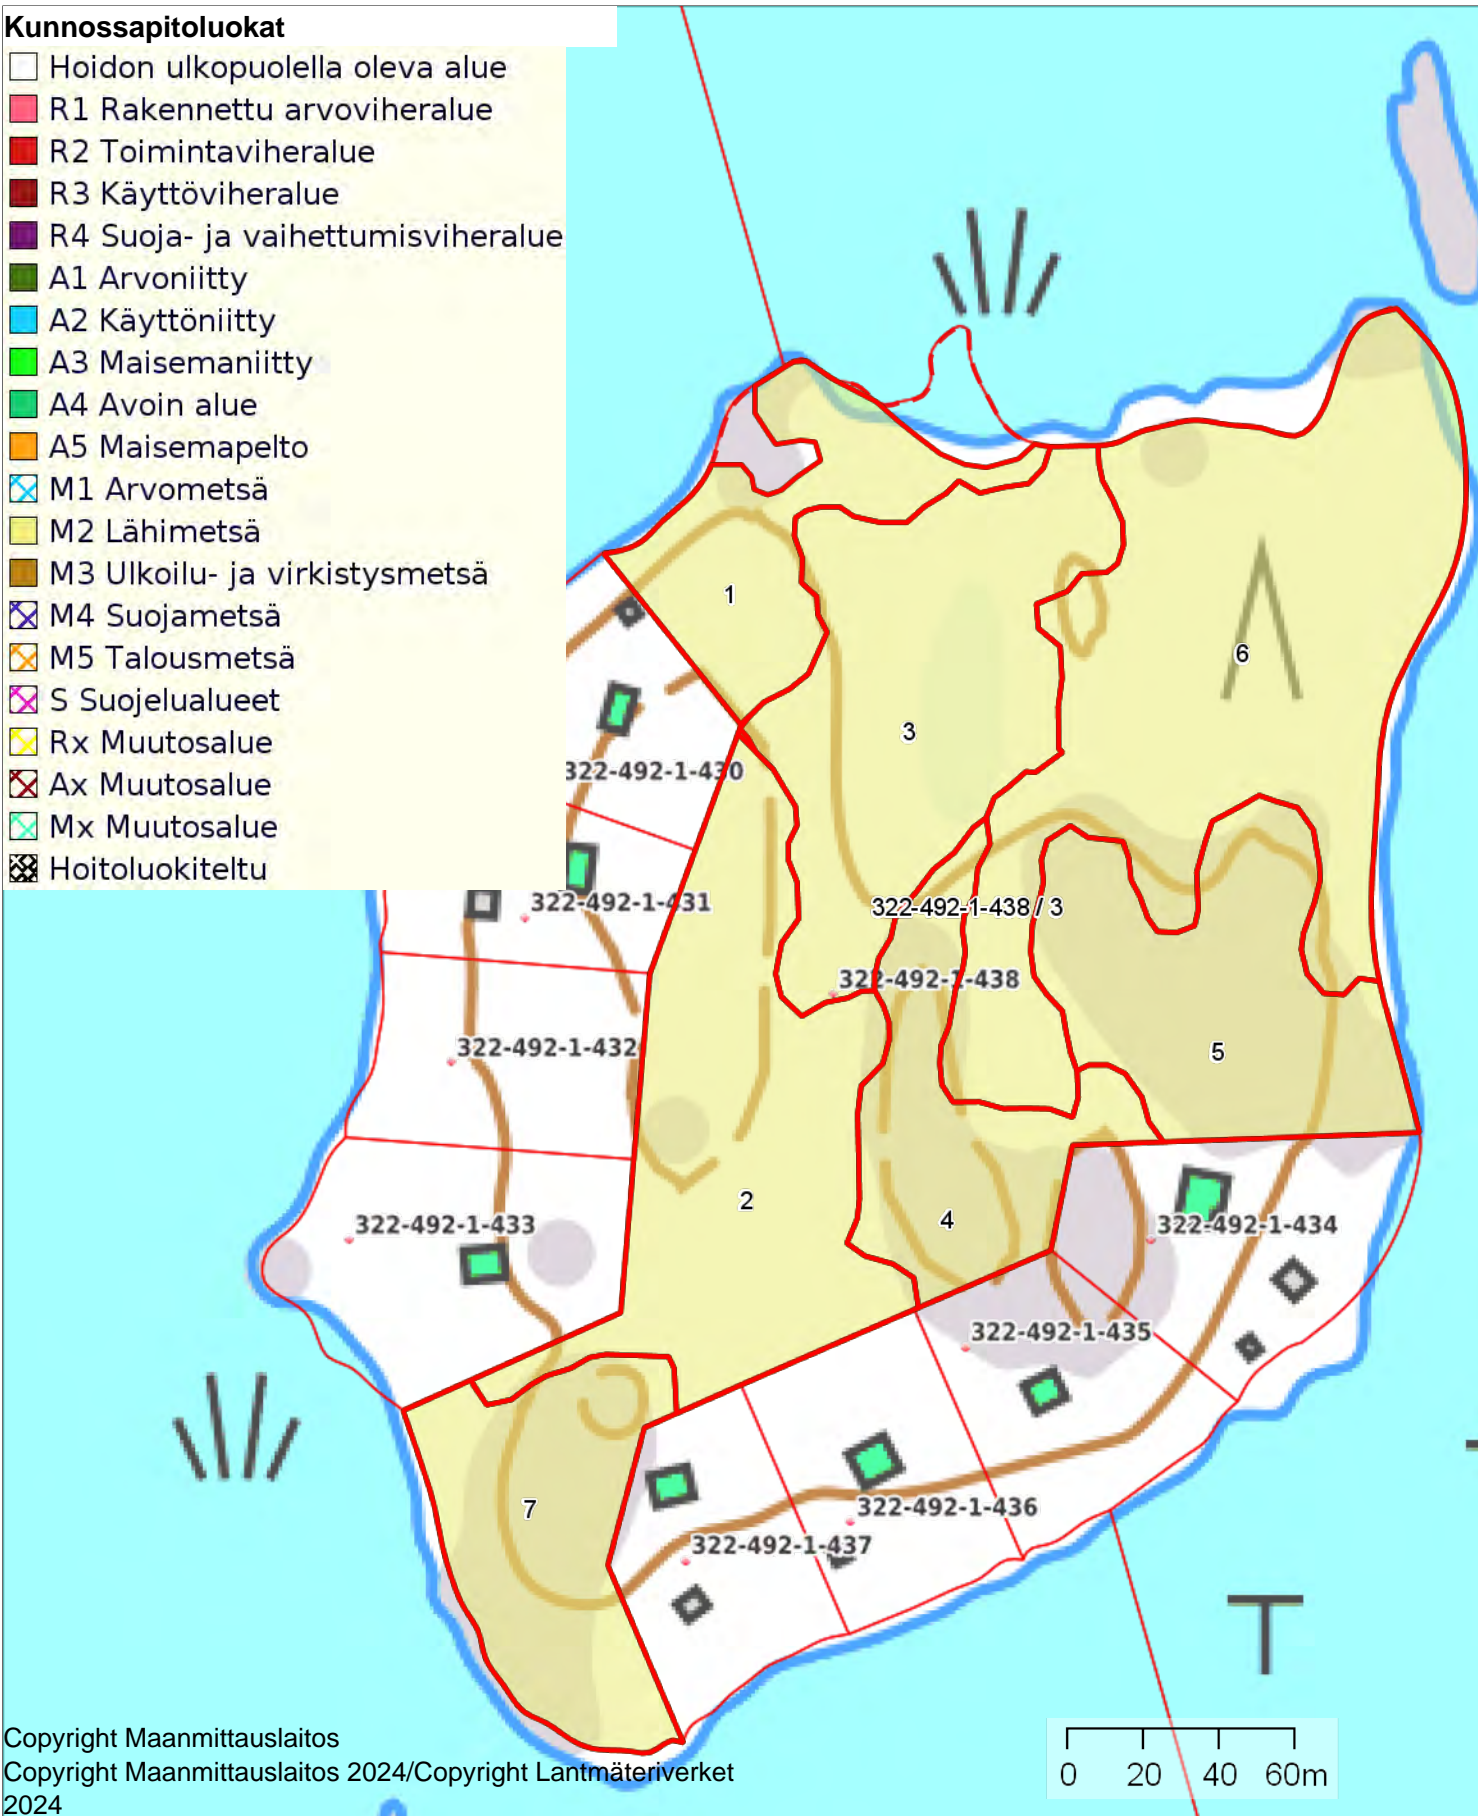 Kunnossapitoluokat
Hoidon ulkopuolella oleva alue
R1 Rakennettu arvoviheralue
R2 Toimintaviheralue
R3 Käyttöviheralue
R4 Suoja- ja vaihettumisviheralue
A1 Arvoniitty
A2 Käyttöniitty
A3 Maisemaniitty
A4 Avoin alue
A5 Maisemapelto
M1 Arvometsä
M2 Lähimetsä
M3 Ulkoilu- ja virkistysmetsä
M4 Suojametsä
M5 Talousmetsä
S Suojelualueet
Rx Muutosalue
Ax Muutosalue
Mx Muutosalue
Hoitoluokiteltu
1
6
3
322-492-1-430
322-492-1-431
322-492-1-438 / 3
322-492-1-438
322-492-1-432
5
2
4
322-492-1-433
322-492-1-434
322-492-1-435
7
322-492-1-436
322-492-1-437
T
Copyright Maanmittauslaitos
Copyright Maanmittauslaitos 2024/Copyright Lantmäteriverket
2024
0 20 40 60m